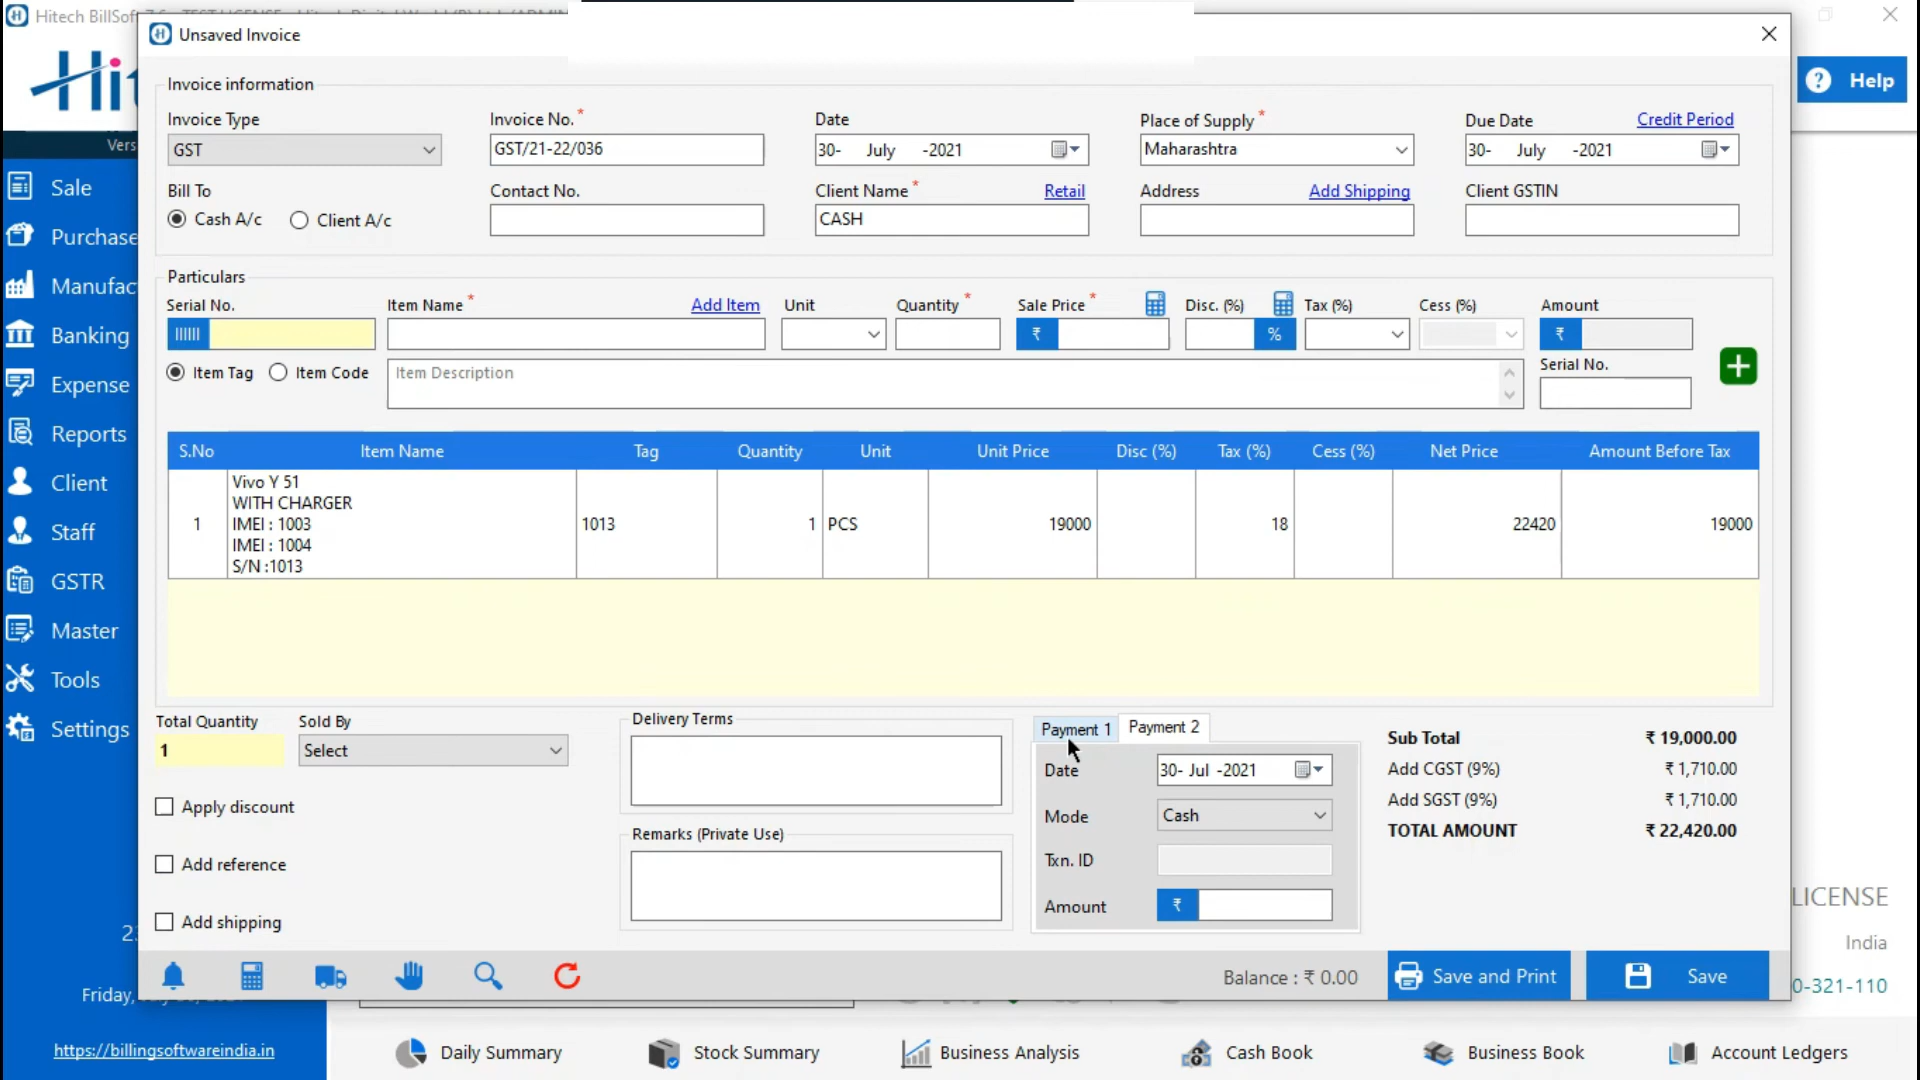 Hitech BillSoft
Unsaved Invoice
Hit
Help
Vers
Sale
Purchase
Manufac
Banking
Expense
Reports
Client
Staff
GSTR
Master
Tools
Settings
Friday,
https://billingsoftwareindia.in
Invoice information
Invoice Type
Invoice No. *
Date
Place of Supply *
Due Date
Credit Period
GST
GST/21-22/036
30- July -2021
Maharashtra
30- July -2021
Bill To
Contact No.
Client Name *
Retail
Address
Add Shipping
Client GSTIN
Cash A/c
Client A/c
CASH
Particulars
Serial No.
Item Name *
Add Item
Unit
Quantity *
Sale Price *
Disc. (%)
Tax (%)
Cess (%)
Amount
₹
%
₹
Item Tag
Item Code
Item Description
Serial No.
S.No Item Name Tag Quantity Unit Unit Price Disc (%) Tax (%) Cess (%) Net Price Amount Before Tax
Vivo Y 51
WITH CHARGER
1 IMEI : 1003 1013 1 PCS 19000 18 22420 19000
IMEI : 1004
S/N :1013
Total Quantity
Sold By
1
Select
Apply discount
Add reference
Add shipping
Delivery Terms
Remarks (Private Use)
Payment 1
Payment 2
Date
30- Jul -2021
Mode
Cash
Txn. ID
Amount
₹
Sub Total ₹ 19,000.00
Add CGST (9%) ₹ 1,710.00
Add SGST (9%) ₹ 1,710.00
TOTAL AMOUNT ₹ 22,420.00
LICENSE
India
0-321-110
Balance : ₹ 0.00
Save and Print
Save
Daily Summary
Stock Summary
Business Analysis
Cash Book
Business Book
Account Ledgers